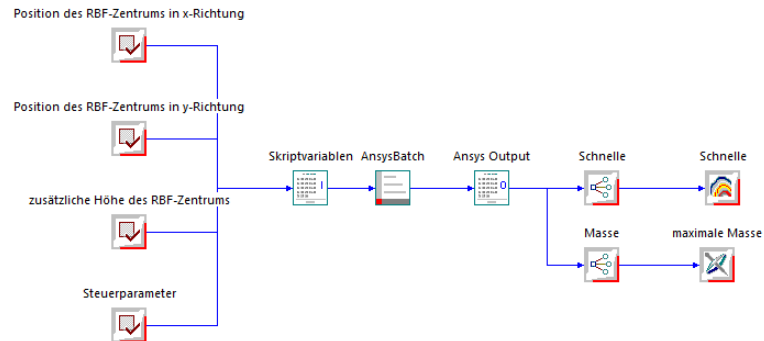 Position des RBF-Zentrums in x-Richtung
Position des RBF-Zentrums in y-Richtung
Skriptvariablen AnsysBatch Ansys Output Schnelle Schnelle
I O
zusätzliche Höhe des RBF-Zentrums
Masse maximale Masse
Steuerparameter